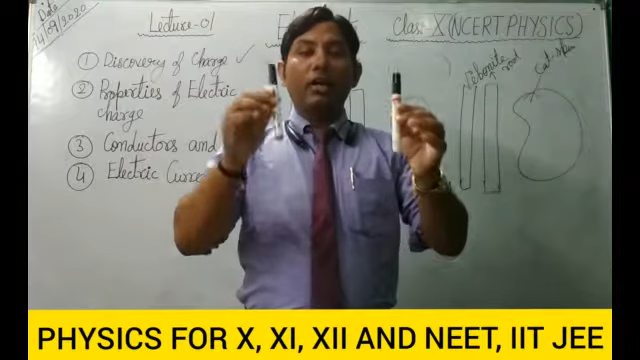 Date
14/09/2020
Lecture-01
Class-X (NCERT PHYSICS)
① Discovery of Charge ✓
② Properties of Electric
charge
③ Conductors and
④ Electric
Ebonite
rod
Cat-skin
PHYSICS FOR X, XI, XII AND NEET, IIT JEE